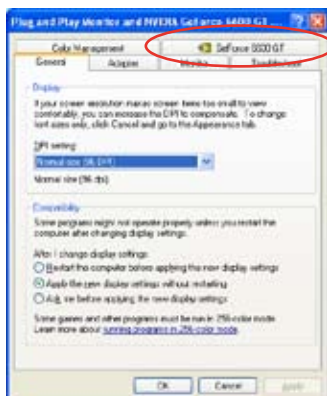 Plug and Play Monitor and NVIDIA GeForce 6600 GT ...
Color Management
GeForce 6600 GT
General
Adapter
Monitor
Troubleshoot
Display
If your screen resolution makes screen items too small to view
comfortably, you can increase the DPI to compensate. To change
font sizes only, click Cancel and go to the Appearance tab.
DPI setting:
Normal size (96 DPI)
Normal size (96 dpi)
Compatibility
Some programs might not operate properly unless you restart the
computer after changing display settings.
After I change display settings:
Restart the computer before applying the new display settings
Apply the new display settings without restarting
Ask me before applying the new display settings
Some games and other programs must be run in 256-color mode.
Learn more about running programs in 256-color mode.
OK
Cancel
Apply